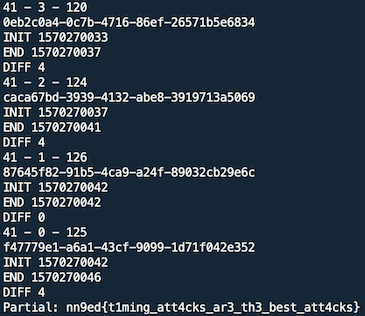 41 - 3 - 120
0eb2c0a4-0c7b-4716-86ef-26571b5e6834
INIT 1570270033
END 1570270037
DIFF 4
41 - 2 - 124
caca67bd-3939-4132-abe8-3919713a5069
INIT 1570270037
END 1570270041
DIFF 4
41 - 1 - 126
87645f82-91b5-4ca9-a24f-89032cb29e6c
INIT 1570270042
END 1570270042
DIFF 0
41 - 0 - 125
f47779e1-a6a1-43cf-9099-1d71f042e352
INIT 1570270042
END 1570270046
DIFF 4
Partial: nn9ed{t1ming_att4cks_ar3_th3_best_att4cks}